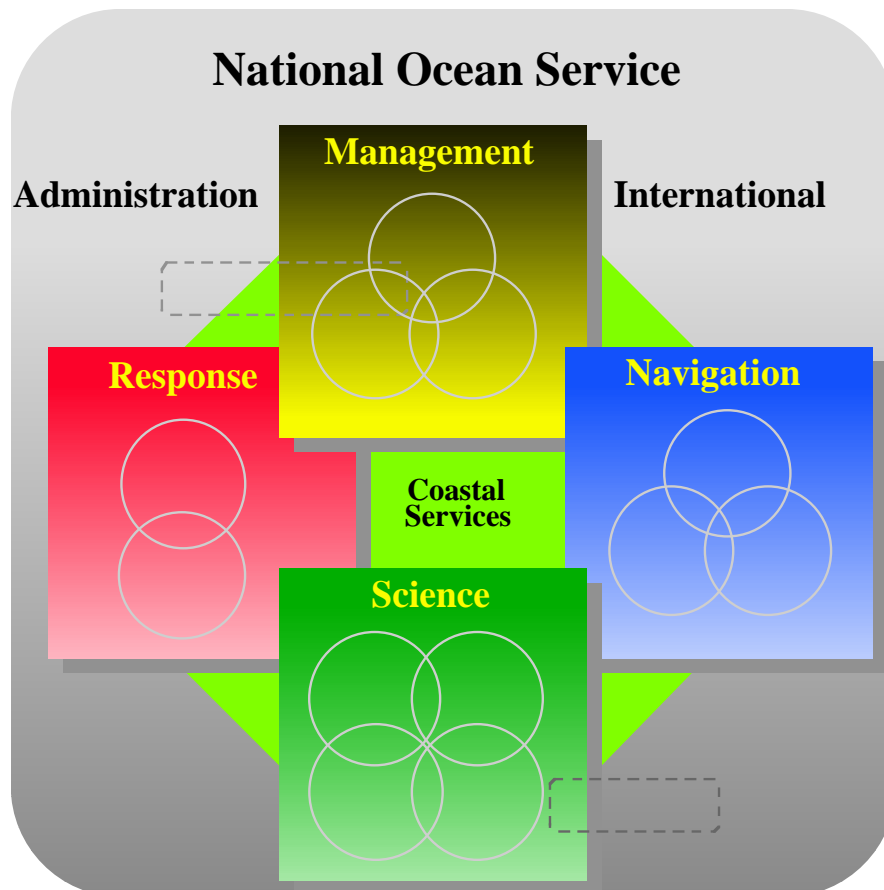 National Ocean Service
Management
Administration
International
Response
Navigation
Coastal
Services
Science